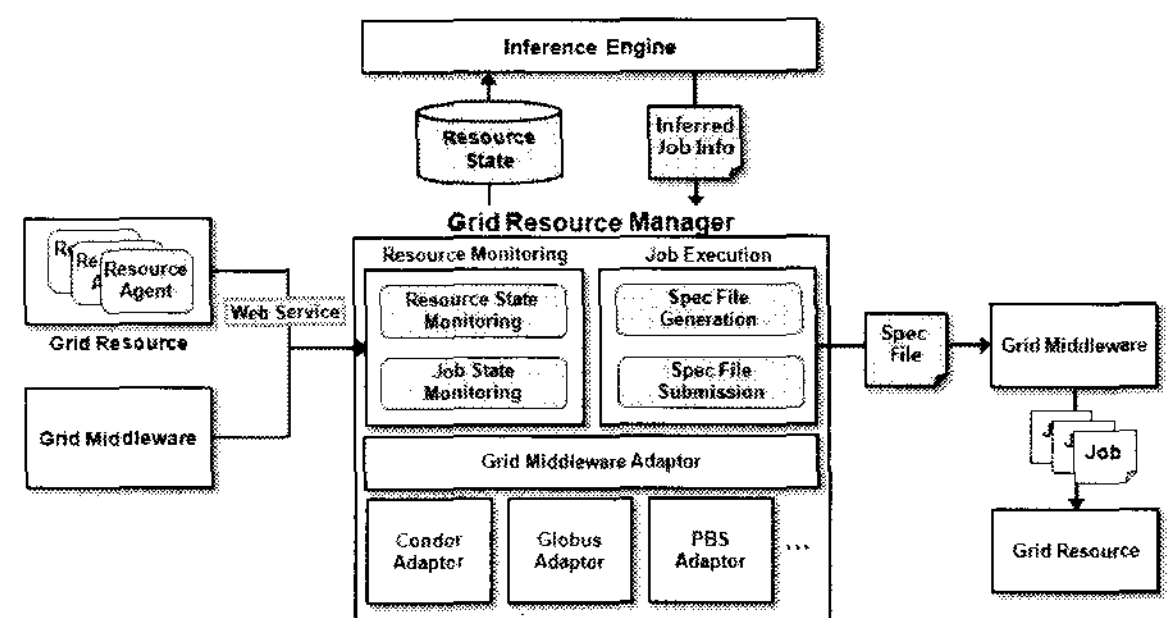 Inference Engine
Resource
State
Inferred
Job Info
Grid Resource Manager
Resource Monitoring
Job Execution
Resource
Agent
Grid Resource
Web Service
Resource State
Monitoring
Job State
Monitoring
Spec File
Generation
Spec File
Submission
Spec
File
Grid Middleware
Grid Middleware
Grid Middleware Adaptor
Condor
Adaptor
Globus
Adaptor
PBS
Adaptor
...
J
J
Job
Grid Resource